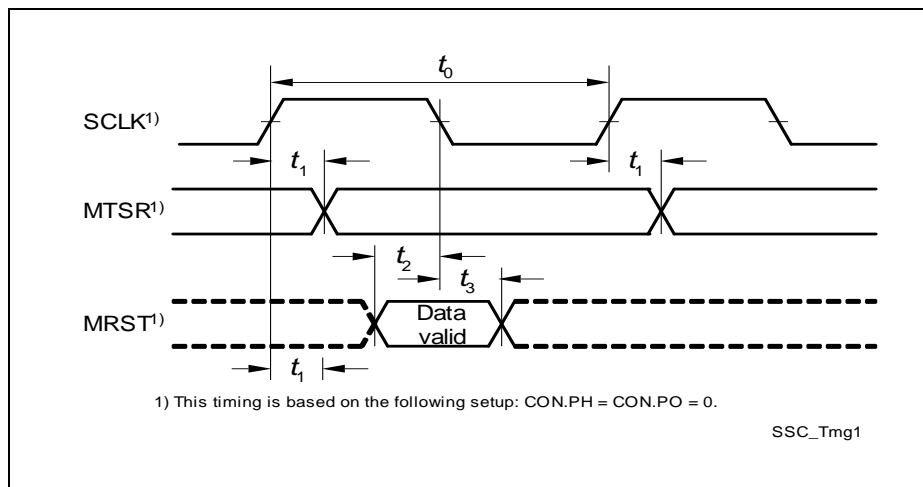 t0
SCLK1)
t1
t1
MTSR1)
t2
t3
MRST1)
Data
valid
t1
1) This timing is based on the following setup: CON.PH = CON.PO = 0.
SSC_Tmg1